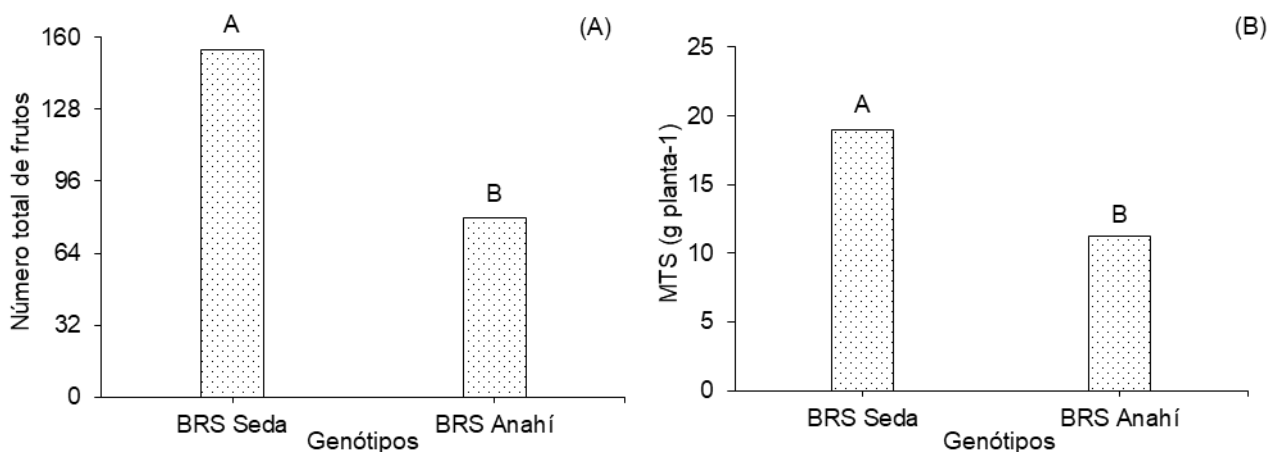 (A)
Número total de frutos
160
128
96
64
32
0
A
B
BRS Seda
BRS Anahí
Genótipos
(B)
MTS (g planta-1)
25
20
15
10
5
0
A
B
BRS Seda
BRS Anahí
Genótipos